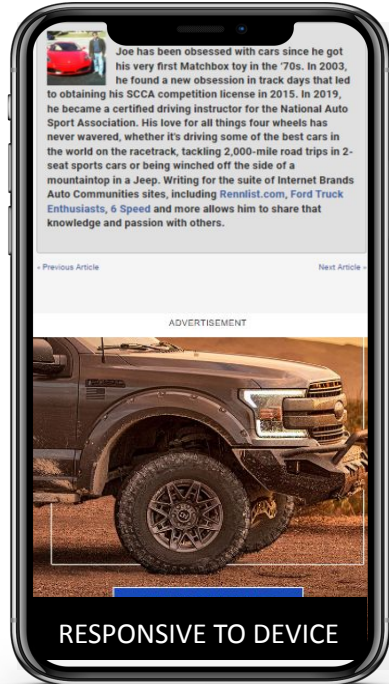 Joe has been obsessed with cars since he got
his very first Matchbox toy in the '70s. In 2003,
he found a new obsession in track days that led
to obtaining his SCCA competition license in 2015. In 2019,
he became a certified driving instructor for the National Auto
Sport Association. His love for all things four wheels has
never wavered, whether it's driving some of the best cars in
the world on the racetrack, tackling 2,000-mile road trips in 2-
seat sports cars or being winched off the side of a
mountaintop in a Jeep. Writing for the suite of Internet Brands
Auto Communities sites, including Rennlist.com, Ford Truck
Enthusiasts, 6 Speed and more allows him to share that
knowledge and passion with others.
« Previous Article
Next Article »
ADVERTISEMENT
RESPONSIVE TO DEVICE